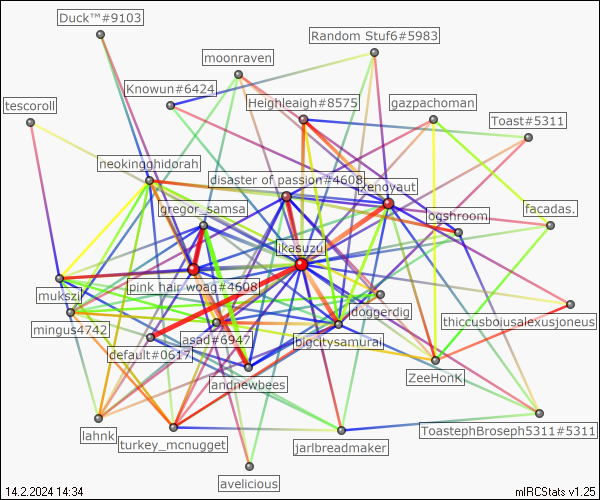 Duck™#9103
Random Stuf6#5983
moonraven
Knowun#6424
tescoroll
Heighleaigh#8575
gazpachoman
Toast#5311
neokingghidorah
disaster of passion#4608
xenoyaut
gregor_samsa
ogshroom
facadas.
ikasuzu
mukszi
pink hair woag#4608
doggerdig
mingus4742
thiccusboiusalexusjoneus
default#0617
asad#6947
bigcitysamurai
andnewbees
ZeeHonK
lahnk
turkey_mcnugget
jarlbreadmaker
ToastephBroseph5311#5311
avelicious
14.2.2024 14:34
mIRCStats v1.25